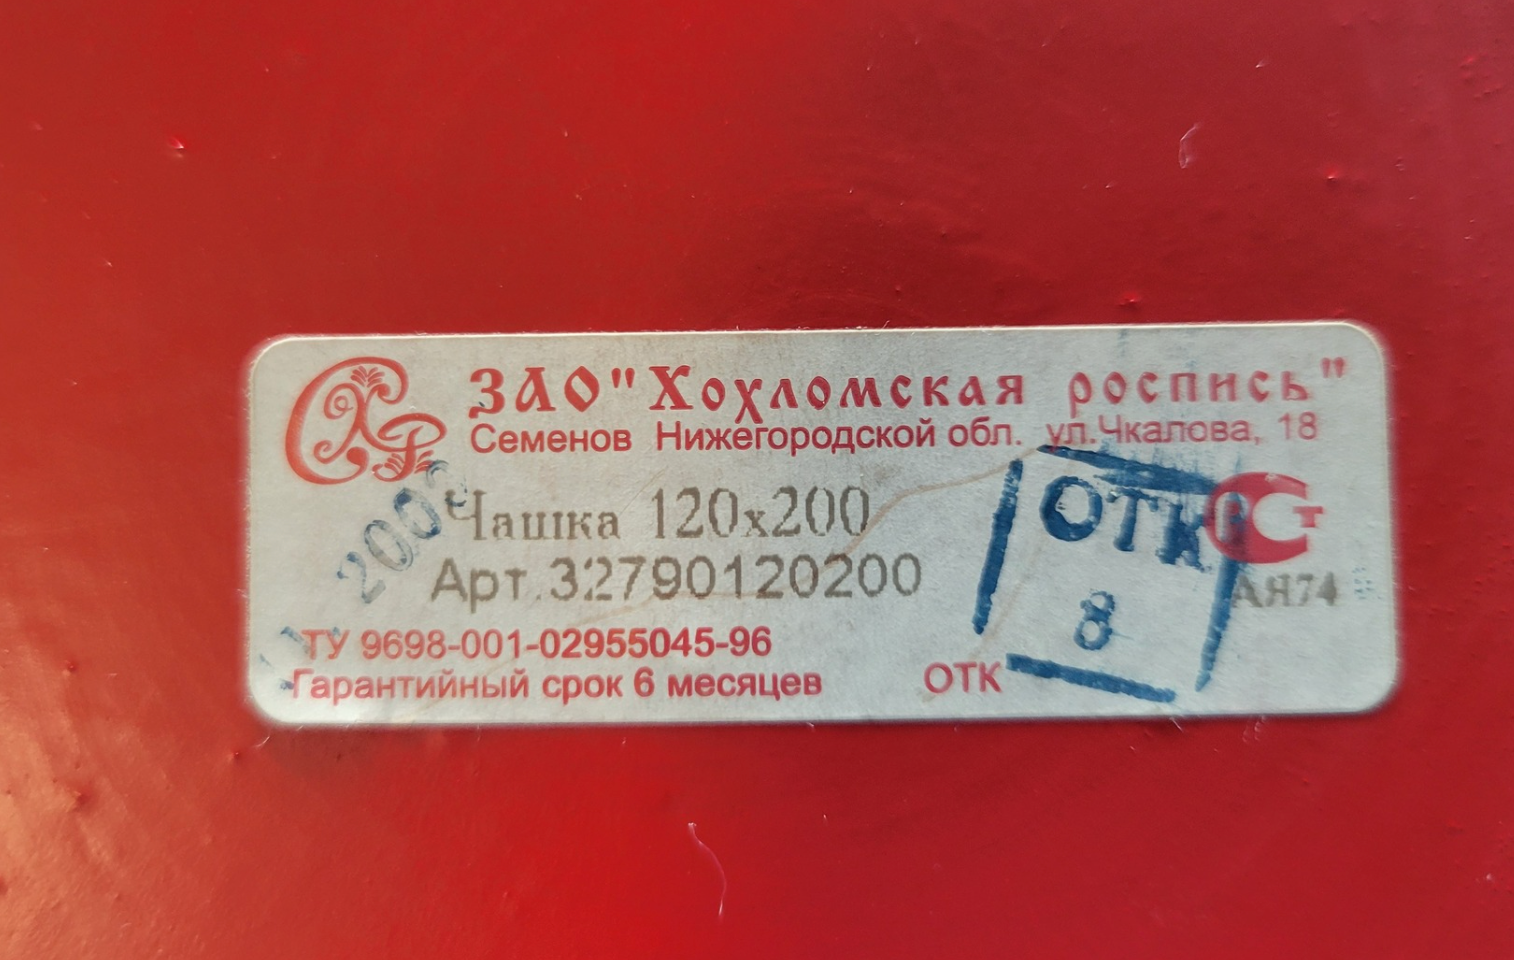 ЗАО "Хохломская роспись"
Семенов Нижегородской обл. ул.Чкалова, 18
Чашка 120х200
Арт.32790120200
АЯ74
ТУ 9698-001-02955045-96
Гарантийный срок 6 месяцев
ОТК
ОТК
8